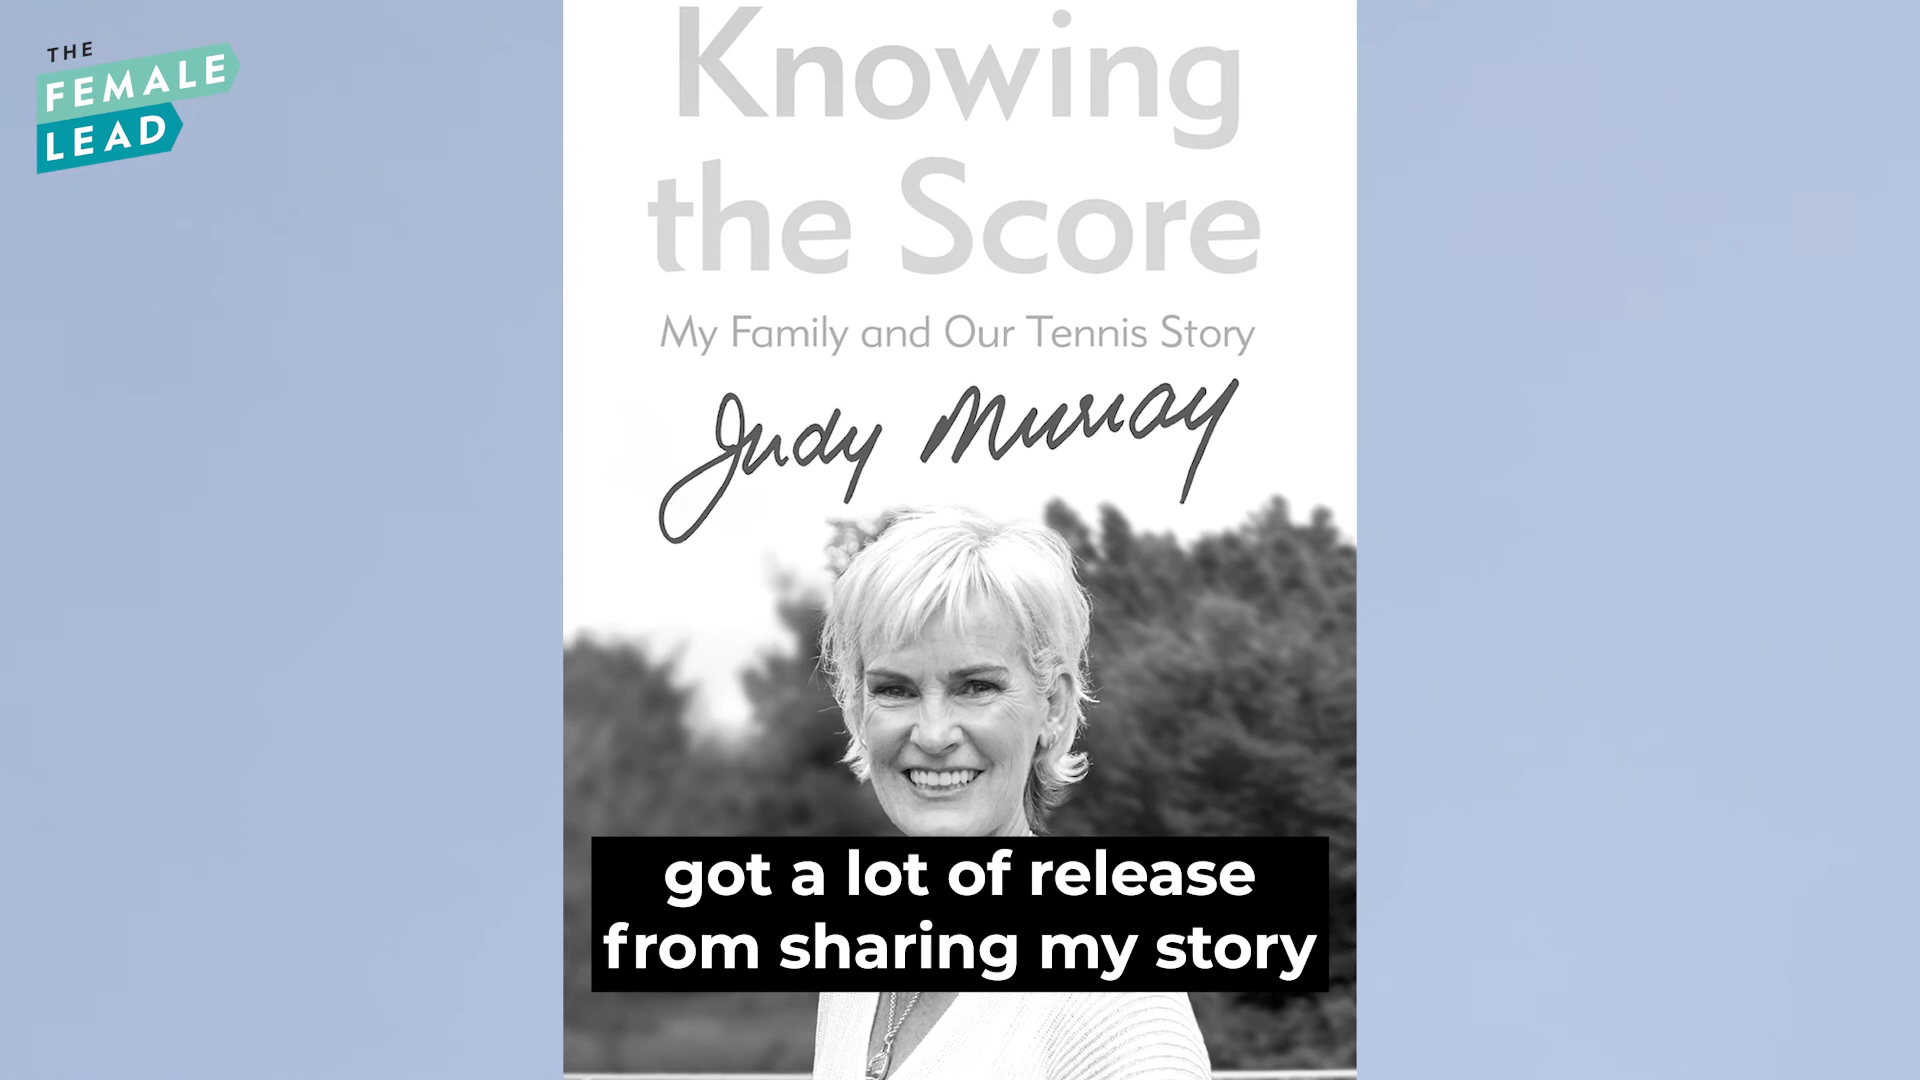 THE
FEMALE
LEAD
Knowing
the Score
My Family and Our Tennis Story
Judy Murray
got a lot of release
from sharing my story